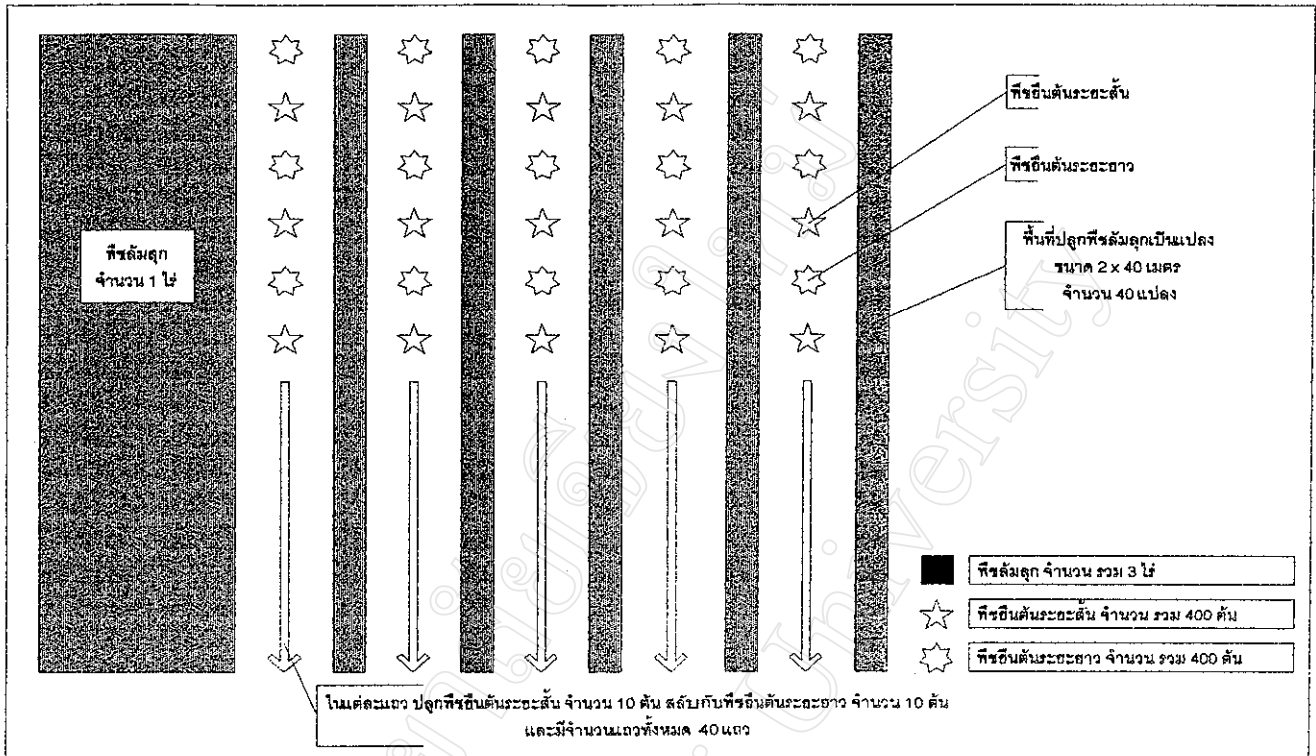 พืชยืนต้นระยะสั้น
พืชยืนต้นระยะยาว
พืชล้มลุก
จำนวน 1 ไร่
พื้นที่ปลูกพืชล้มลุกเป็นแปลง
ขนาด 2 x 40 เมตร
จำนวน 40 แปลง
พืชล้มลุก จำนวน รวม 3 ไร่
พืชยืนต้นระยะสั้น จำนวน รวม 400 ต้น
พืชยืนต้นระยะยาว จำนวน รวม 400 ต้น
ในแต่ละแถว ปลูกพืชยืนต้นระยะสั้น จำนวน 10 ต้น สลับกับพืชยืนต้นระยะยาว จำนวน 10 ต้น
และมีจำนวนแถวทั้งหมด 40 แถว
University